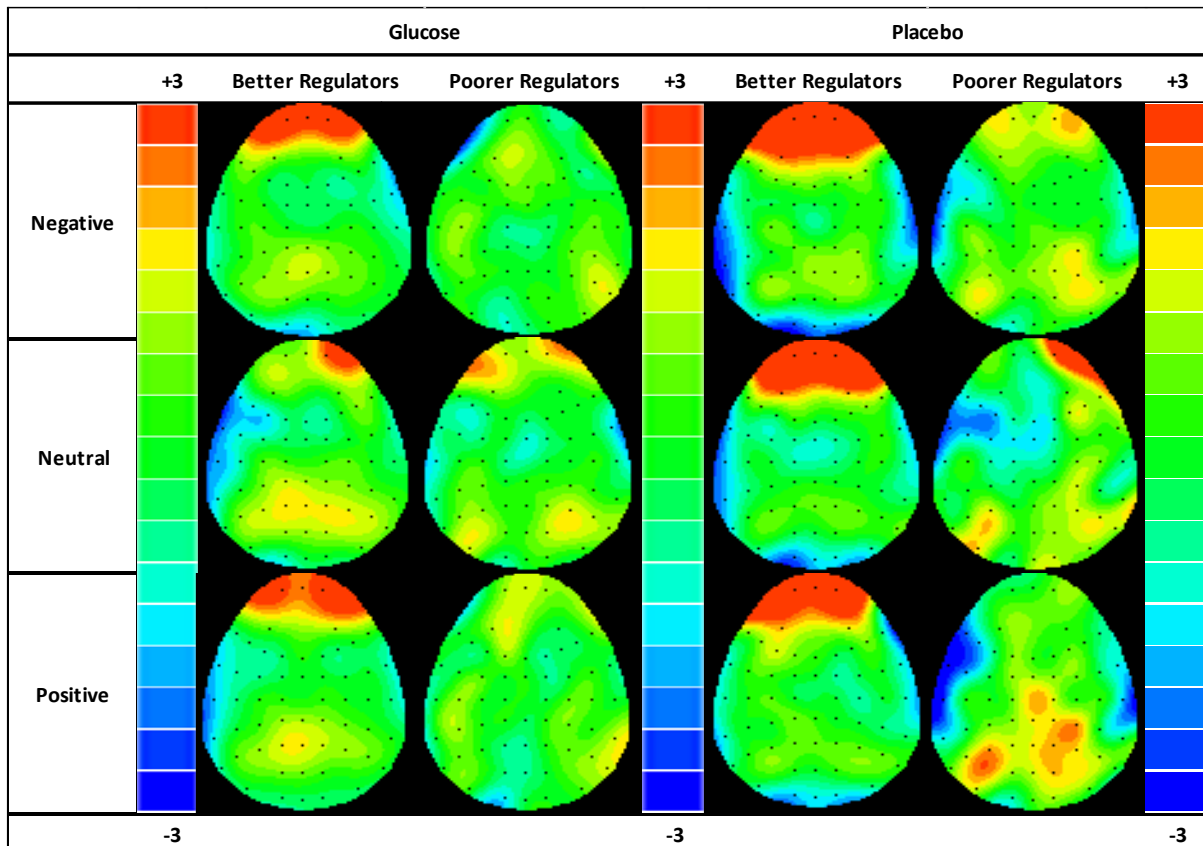 Glucose Placebo
+3 Better Regulators Poorer Regulators +3 Better Regulators Poorer Regulators +3
Negative
Neutral
Positive
-3 -3 -3